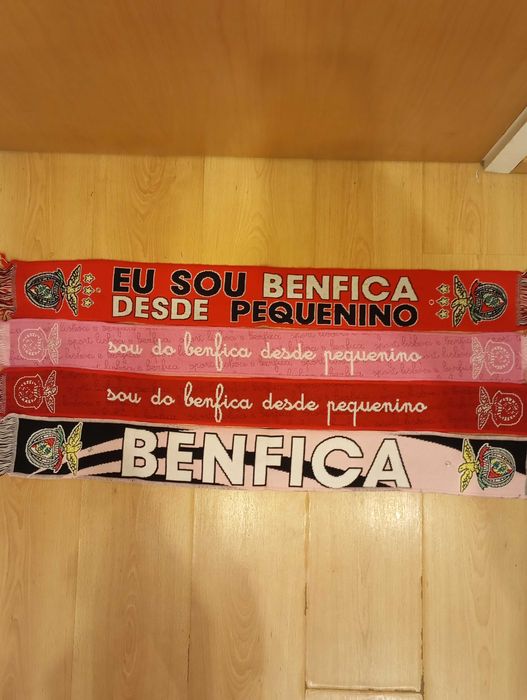 EU SOU BENFICA
DESDE PEQUENINO
sou do benfica desde pequenino
sou do benfica desde pequenino
BENFICA